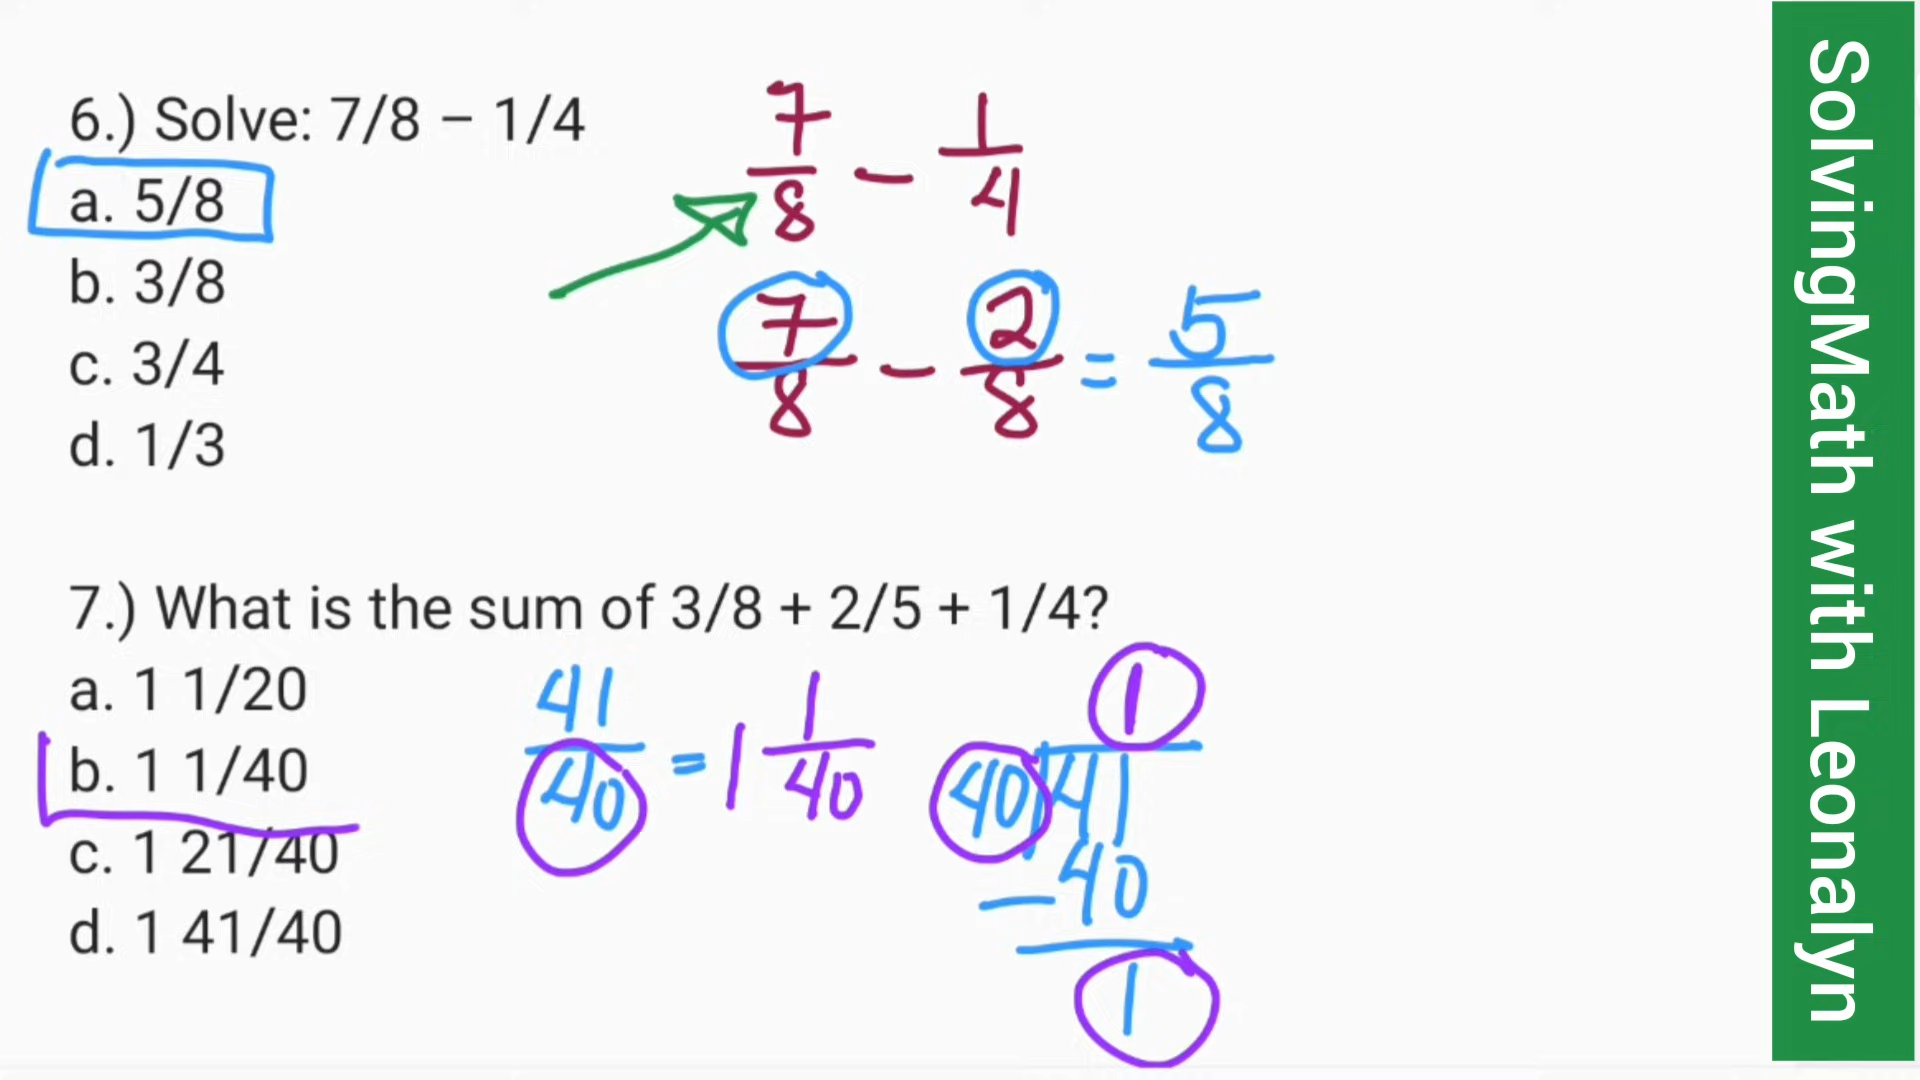 6.) Solve: 7/8 – 1/4
a. 5/8
b. 3/8
c. 3/4
d. 1/3
7/8 – 1/4
7/8 – 2/8 = 5/8
7.) What is the sum of 3/8 + 2/5 + 1/4?
a. 1 1/20
b. 1 1/40
c. 1 21/40
d. 1 41/40
41/40 = 1 1/40
1
40)41
–40
1
SolvingMath with Leonalyn